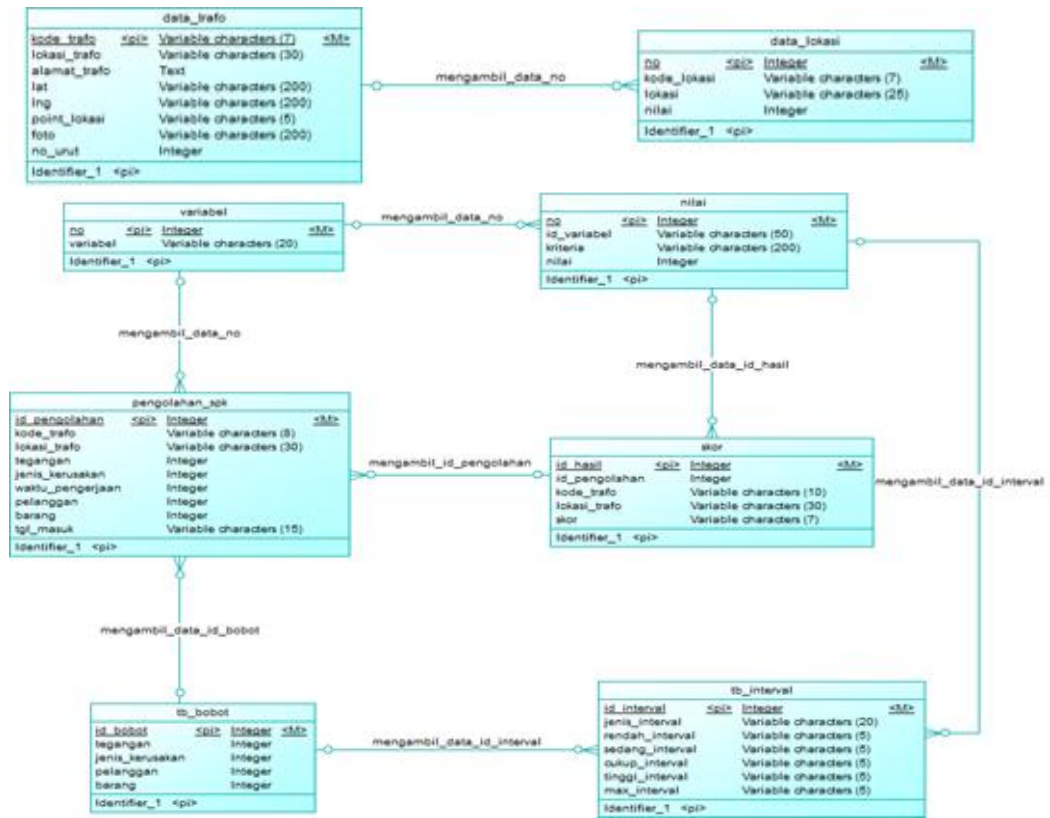 data_trafo
kode_trafo <pi> Variable characters (7) <M>
lokasi_trafo Variable characters (30)
alamat_trafo Text
lat Variable characters (200)
lng Variable characters (200)
point_lokasi Variable characters (5)
foto Variable characters (200)
no_urut Integer
Identifier_1 <pi>
mengambil_data_no
data_lokasi
no <pi> Integer <M>
kode_lokasi Variable characters (7)
lokasi Variable characters (25)
nilai Integer
Identifier_1 <pi>
variabel
no <pi> Integer <M>
variabel Variable characters (20)
Identifier_1 <pi>
mengambil_data_no
nilai
no <pi> Integer <M>
id_variabel Variable characters (50)
kriteria Variable characters (200)
nilai Integer
Identifier_1 <pi>
mengambil_data_no
mengambil_data_id_hasil
pengolahan_spk
id_pengolahan <pi> Integer <M>
kode_trafo Variable characters (8)
lokasi_trafo Variable characters (30)
tegangan Integer
jenis_kerusakan Integer
waktu_pengerjaan Integer
pelanggan Integer
barang Integer
tgl_masuk Variable characters (15)
Identifier_1 <pi>
mengambil_id_pengolahan
skor
id_hasil <pi> Integer <M>
id_pengolahan Integer
kode_trafo Variable characters (10)
lokasi_trafo Variable characters (30)
skor Variable characters (7)
Identifier_1 <pi>
mengambil_data_id_interval
mengambil_data_id_bobot
tb_bobot
id_bobot <pi> Integer <M>
tegangan Integer
jenis_kerusakan Integer
pelanggan Integer
barang Integer
Identifier_1 <pi>
mengambil_data_id_interval
tb_interval
id_interval <pi> Integer <M>
jenis_interval Variable characters (20)
rendah_interval Variable characters (5)
sedang_interval Variable characters (5)
cukup_interval Variable characters (5)
tinggi_interval Variable characters (5)
max_interval Variable characters (5)
Identifier_1 <pi>